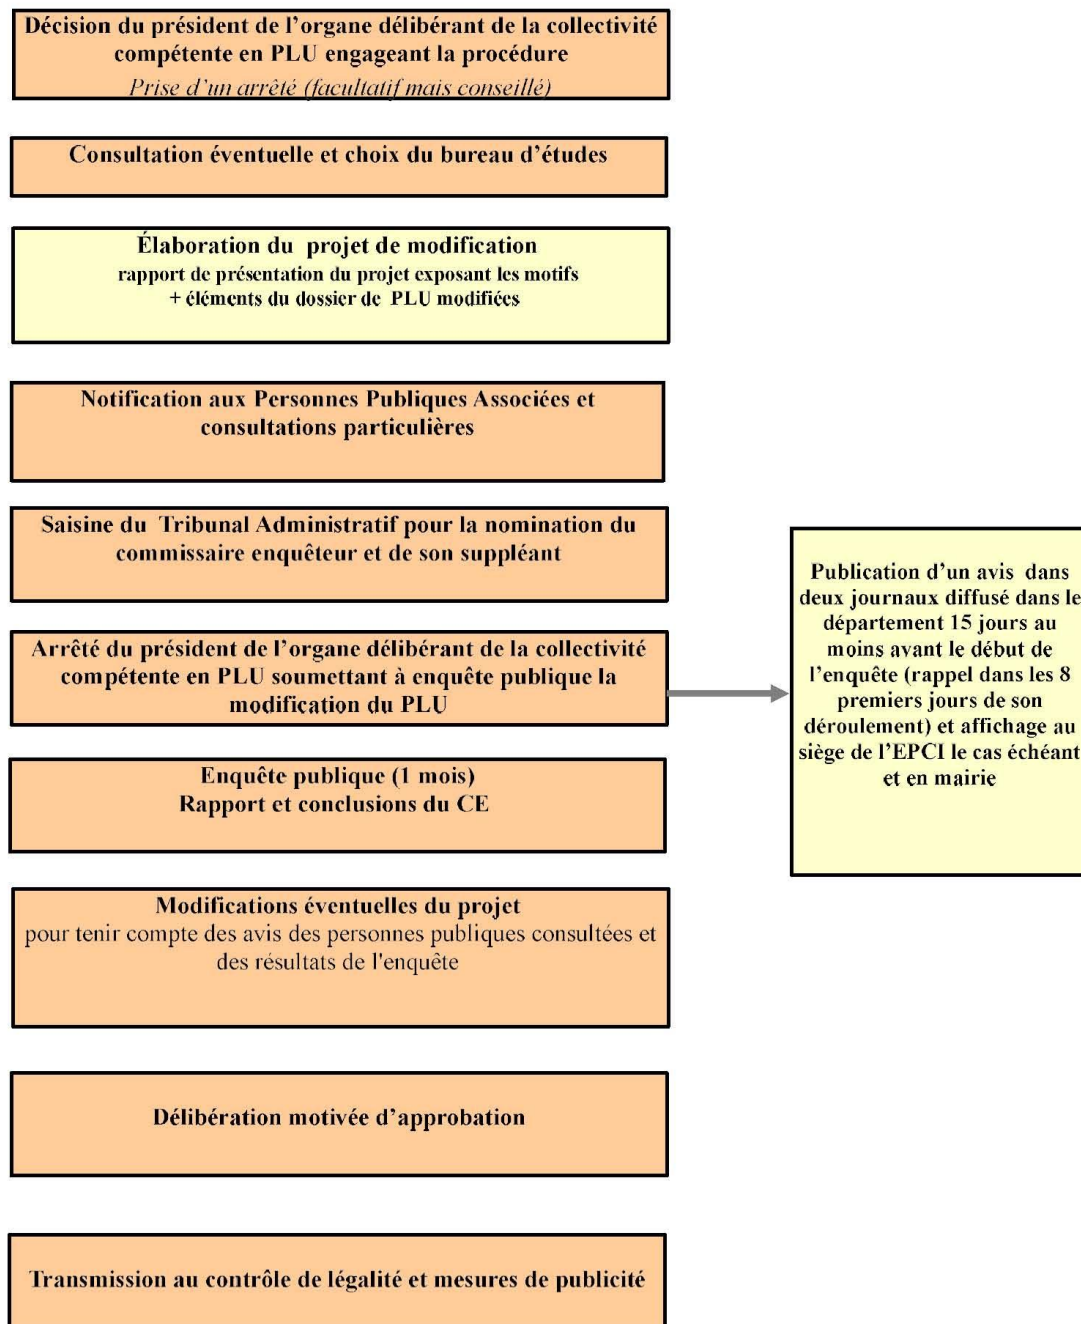 Décision du président de l'organe délibérant de la collectivité
compétente en PLU engageant la procédure
Prise d'un arrêté (facultatif mais conseillé)
Consultation éventuelle et choix du bureau d'études
Élaboration du projet de modification
rapport de présentation du projet exposant les motifs
+ éléments du dossier de PLU modifiées
Notification aux Personnes Publiques Associées et
consultations particulières
Saisine du Tribunal Administratif pour la nomination du
commissaire enquêteur et de son suppléant
Arrêté du président de l'organe délibérant de la collectivité
compétente en PLU soumettant à enquête publique la
modification du PLU
Publication d'un avis dans
deux journaux diffusé dans le
département 15 jours au
moins avant le début de
l'enquête (rappel dans les 8
premiers jours de son
déroulement) et affichage au
siège de l'EPCI le cas échéant
et en mairie
Enquête publique (1 mois)
Rapport et conclusions du CE
Modifications éventuelles du projet
pour tenir compte des avis des personnes publiques consultées et
des résultats de l'enquête
Délibération motivée d'approbation
Transmission au contrôle de légalité et mesures de publicité